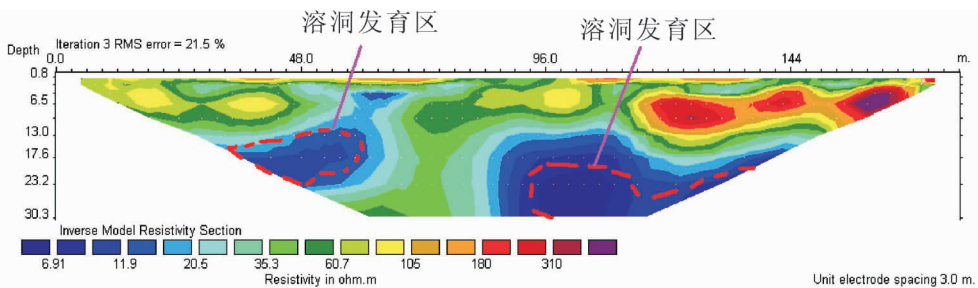 溶洞发育区
溶洞发育区
Depth Iteration 3 RMS error = 21.5 %
0.0 48.0 96.0 144 m.
0.8
6.5
13.0
17.6
23.2
30.3
Inverse Model Resistivity Section
6.91 11.9 20.5 35.3 60.7 105 180 310
Resistivity in ohm.m
Unit electrode spacing 3.0 m.